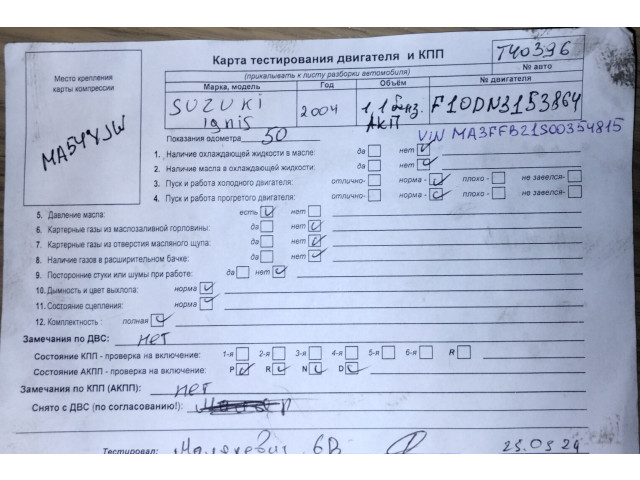 Карта тестирования двигателя и КПП
T40396
№ авто
(прикалывать к листу разборки автомобиля)
Место крепления
карты компрессии
MA54YJW
Марка, модель
Год
Объём
№ двигателя
SUZUKI
ignis
2004
1,1 бенз.
АКП
F10DN3153864
Показания одометра 50
VIN MA3FFB21S00354815
1. Наличие охлаждающей жидкости в масле: да нет
2. Наличие масла в охлаждающей жидкости: да нет
3. Пуск и работа холодного двигателя: отлично- норма - плохо - не завелся-
4. Пуск и работа прогретого двигателя: отлично- норма - плохо - не завелся-
5. Давление масла: есть нет
6. Картерные газы из маслозаливной горловины: да нет
7. Картерные газы из отверстия масляного щупа: да нет
8. Наличие газов в расширительном бачке: да нет
9. Посторонние стуки или шумы при работе: да нет
10. Дымность и цвет выхлопа: норма
11. Состояние сцепления: норма
12. Комплектность : полная
Замечания по ДВС: нет
Состояние КПП - проверка на включение: 1-я 2-я 3-я 4-я 5-я 6-я R
Состояние АКПП - проверка на включение: P R N D
Замечания по КПП (АКПП): нет
Снято с ДВС (по согласованию!):
Тестировал: